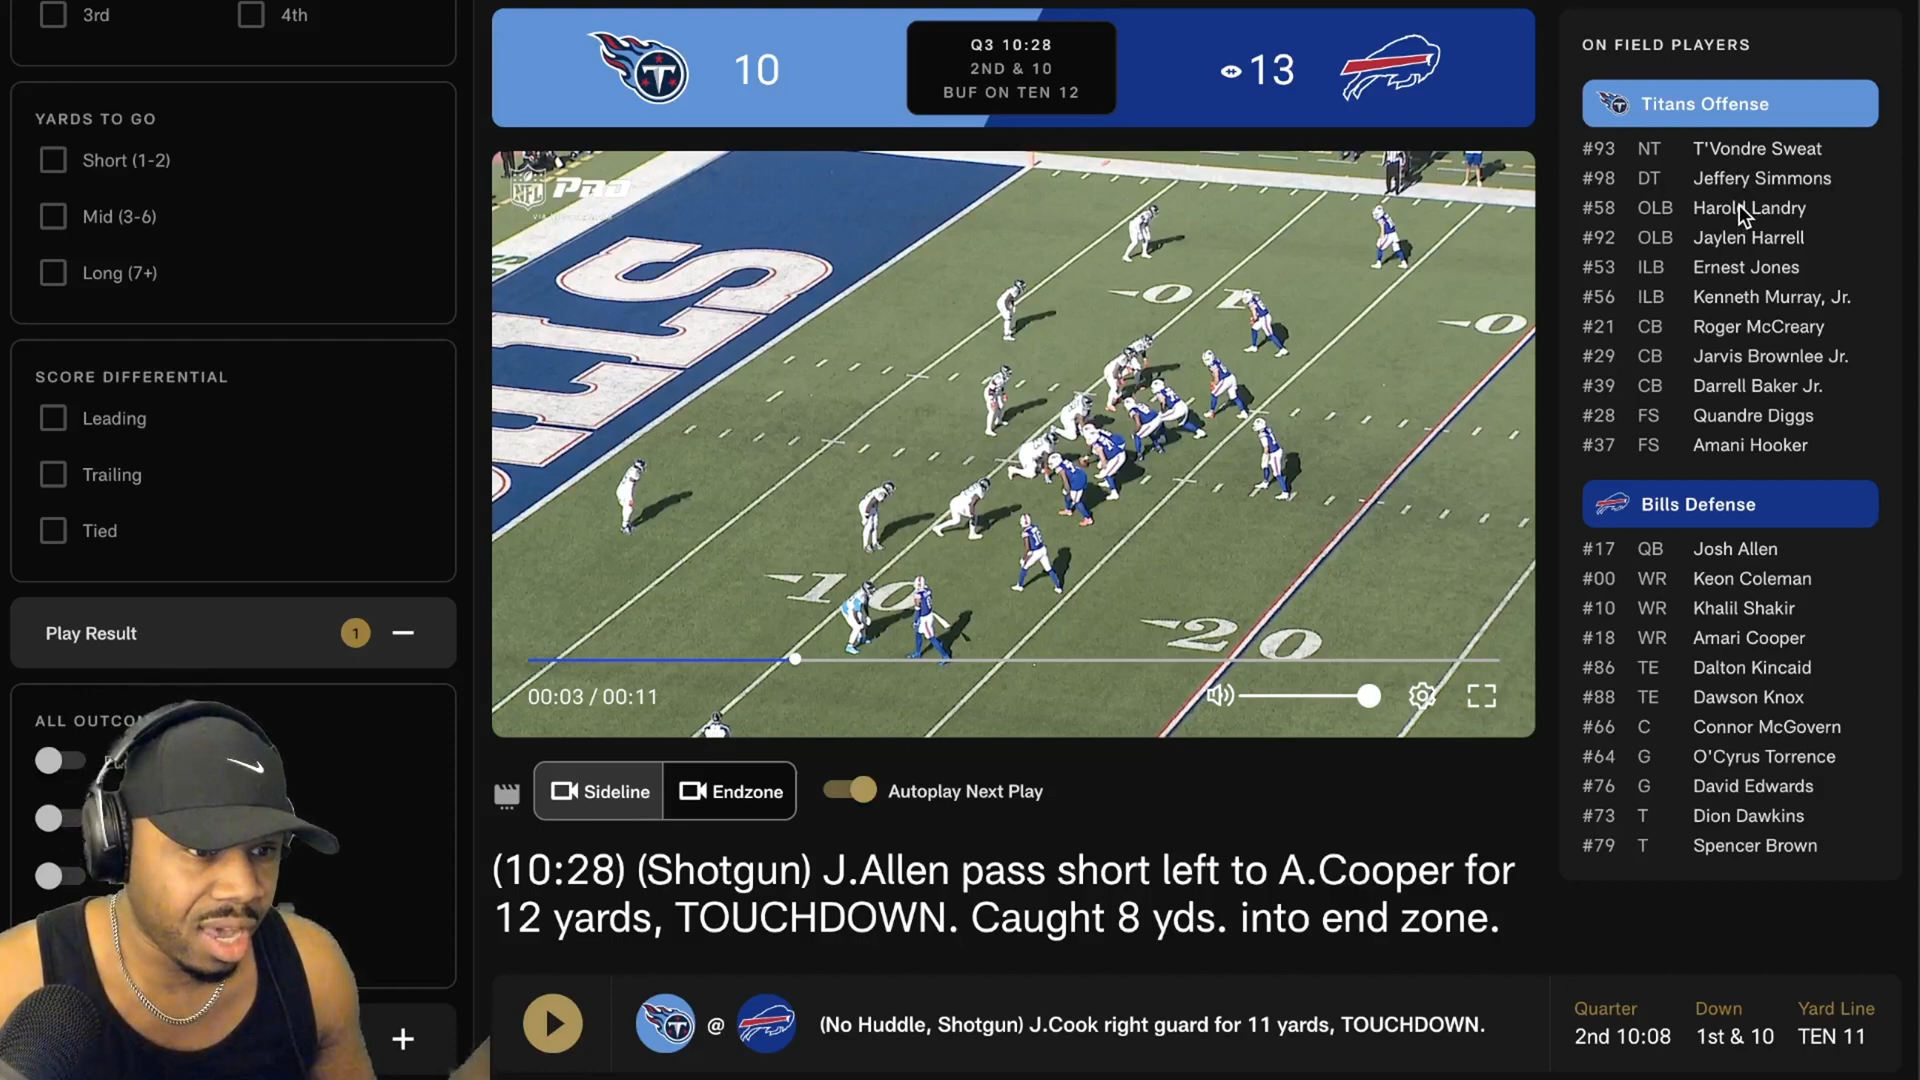 3rd
4th
YARDS TO GO
Short (1-2)
Mid (3-6)
Long (7+)
SCORE DIFFERENTIAL
Leading
Trailing
Tied
Play Result
1
ALL OUTCO
10
Q3 10:28
2ND & 10
BUF ON TEN 12
13
NFL PRO
10
10
20
00:03 / 00:11
Sideline
Endzone
Autoplay Next Play
(10:28) (Shotgun) J.Allen pass short left to A.Cooper for
12 yards, TOUCHDOWN. Caught 8 yds. into end zone.
@
(No Huddle, Shotgun) J.Cook right guard for 11 yards, TOUCHDOWN.
Quarter
2nd 10:08
Down
1st & 10
Yard Line
TEN 11
ON FIELD PLAYERS
Titans Offense
#93 NT T'Vondre Sweat
#98 DT Jeffery Simmons
#58 OLB Harold Landry
#92 OLB Jaylen Harrell
#53 ILB Ernest Jones
#56 ILB Kenneth Murray, Jr.
#21 CB Roger McCreary
#29 CB Jarvis Brownlee Jr.
#39 CB Darrell Baker Jr.
#28 FS Quandre Diggs
#37 FS Amani Hooker
Bills Defense
#17 QB Josh Allen
#00 WR Keon Coleman
#10 WR Khalil Shakir
#18 WR Amari Cooper
#86 TE Dalton Kincaid
#88 TE Dawson Knox
#66 C Connor McGovern
#64 G O'Cyrus Torrence
#76 G David Edwards
#73 T Dion Dawkins
#79 T Spencer Brown